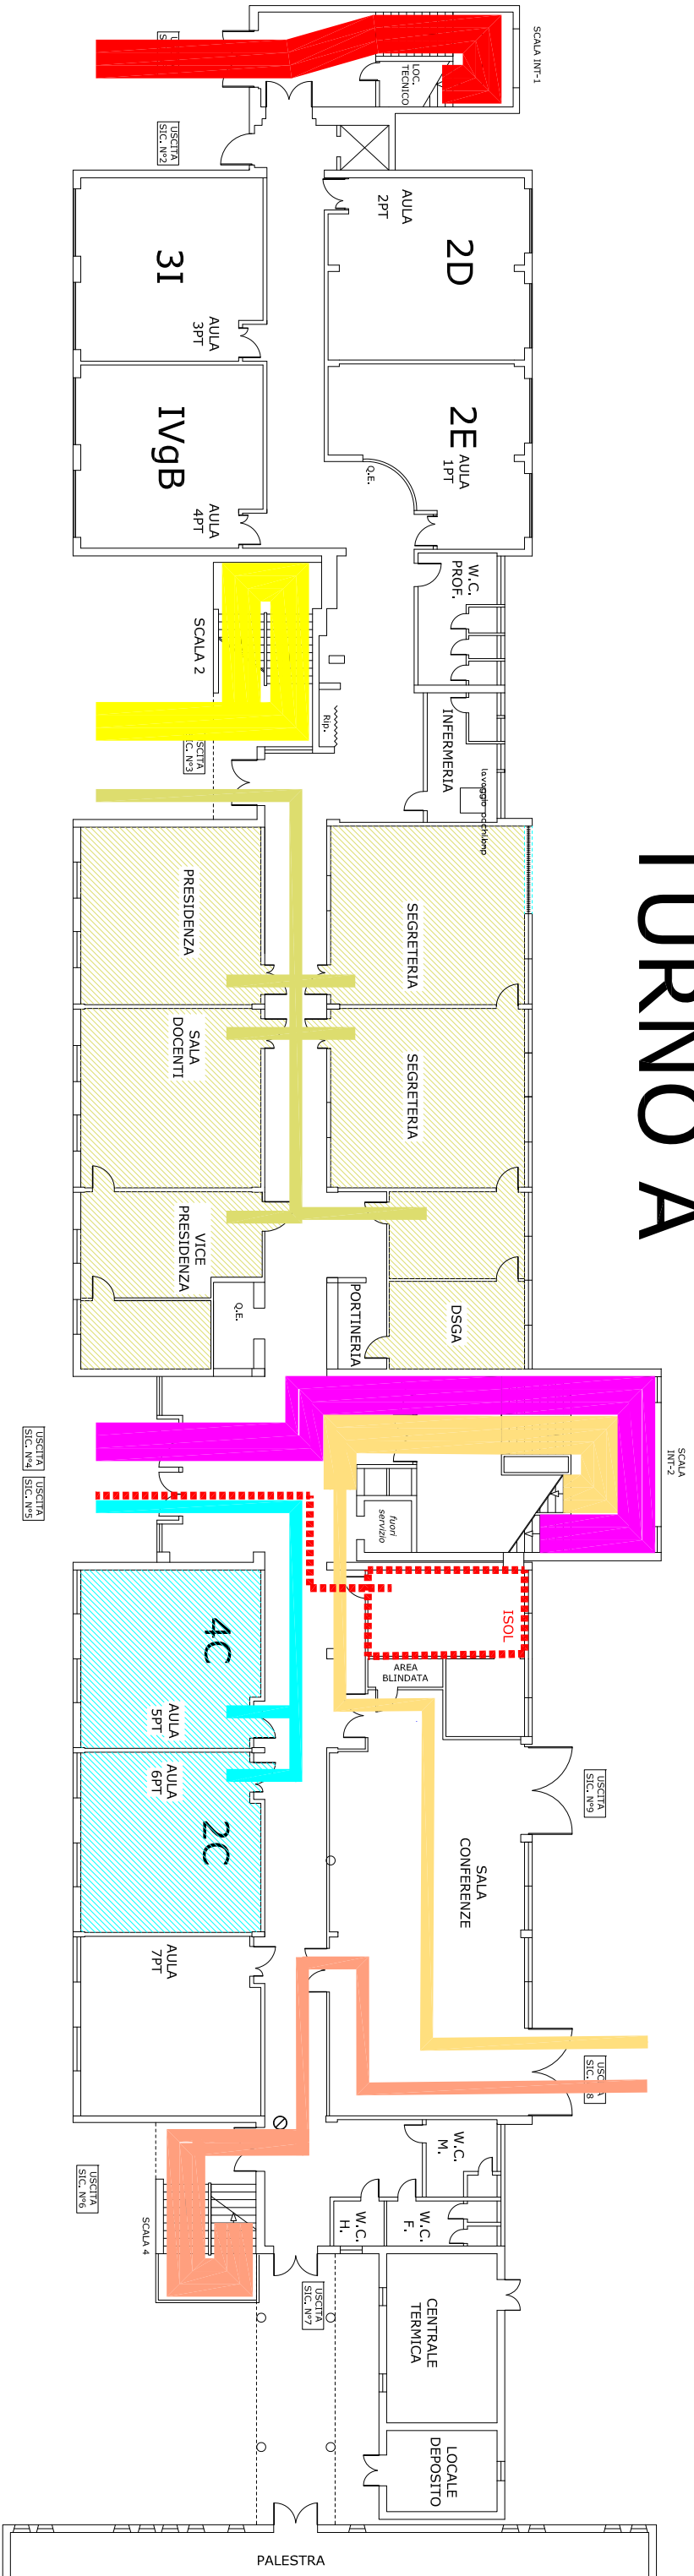 TURNO A
SCALA INT-1
LOC.
TECNICO
USCITA
SIC. N°2
AULA
2PT
2D
3I
AULA
3PT
2E
AULA
1PT
Q.E.
IVgB
AULA
4PT
W.C.
PROF.
SCALA 2
Rip.
INFERMERIA
lavaggio occhi.bmp
PRESIDENZA
SEGRETERIA
SALA
DOCENTI
SEGRETERIA
VICE
PRESIDENZA
Q.E.
PORTINERIA
DSGA
SCALA
INT-2
USCITA
SIC. N°4
USCITA
SIC. N°5
fuori
servizio
ISOL
AREA
BLINDATA
4C
AULA
5PT
AULA
6PT
2C
USCITA
SIC. N°9
SALA
CONFERENZE
AULA
7PT
W.C.
M.
W.C.
F.
W.C.
H.
USCITA
SIC. N°6
SCALA 4
USCITA
SIC. N°7
CENTRALE
TERMICA
LOCALE
DEPOSITO
PALESTRA